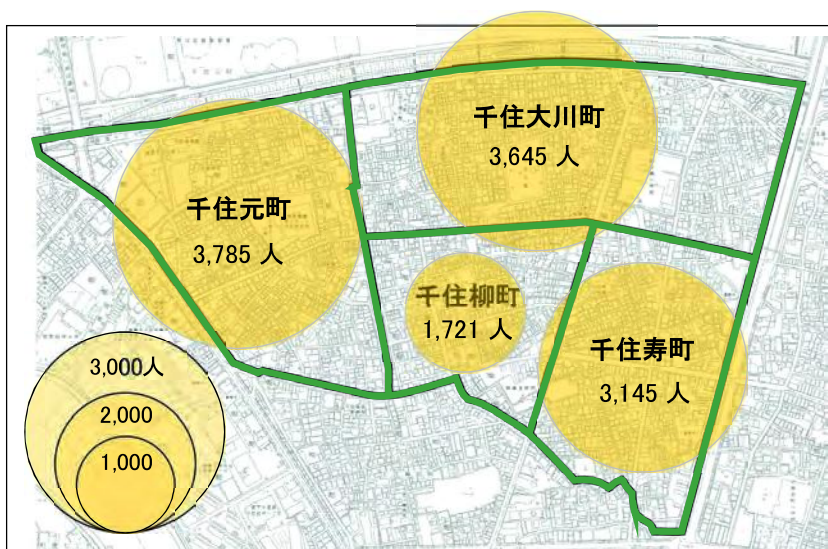 千住大川町
3,645 人
千住元町
3,785 人
千住柳町
1,721 人
千住寿町
3,145 人
3,000人
2,000
1,000